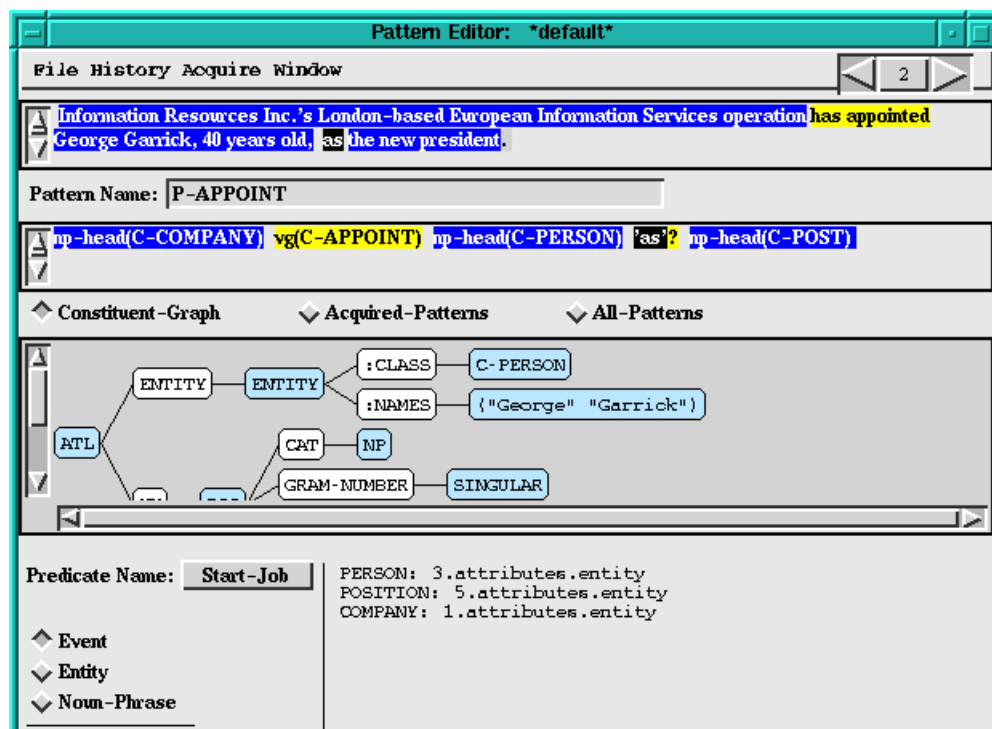 Pattern Editor: *default*
File History Acquire Window
2
Information Resources Inc.'s London-based European Information Services operation has appointed
George Garrick, 40 years old, as the new president.
Pattern Name: P-APPOINT
np-head(C-COMPANY) vg(C-APPOINT) np-head(C-PERSON) 'as'? np-head(C-POST)
Constituent-Graph Acquired-Patterns All-Patterns
:CLASS C-PERSON
ENTITY ENTITY
:NAMES ("George" "Garrick")
ATL CAT NP
GRAM-NUMBER SINGULAR
Predicate Name: Start-Job
PERSON: 3.attributes.entity
POSITION: 5.attributes.entity
COMPANY: 1.attributes.entity
Event
Entity
Noun-Phrase